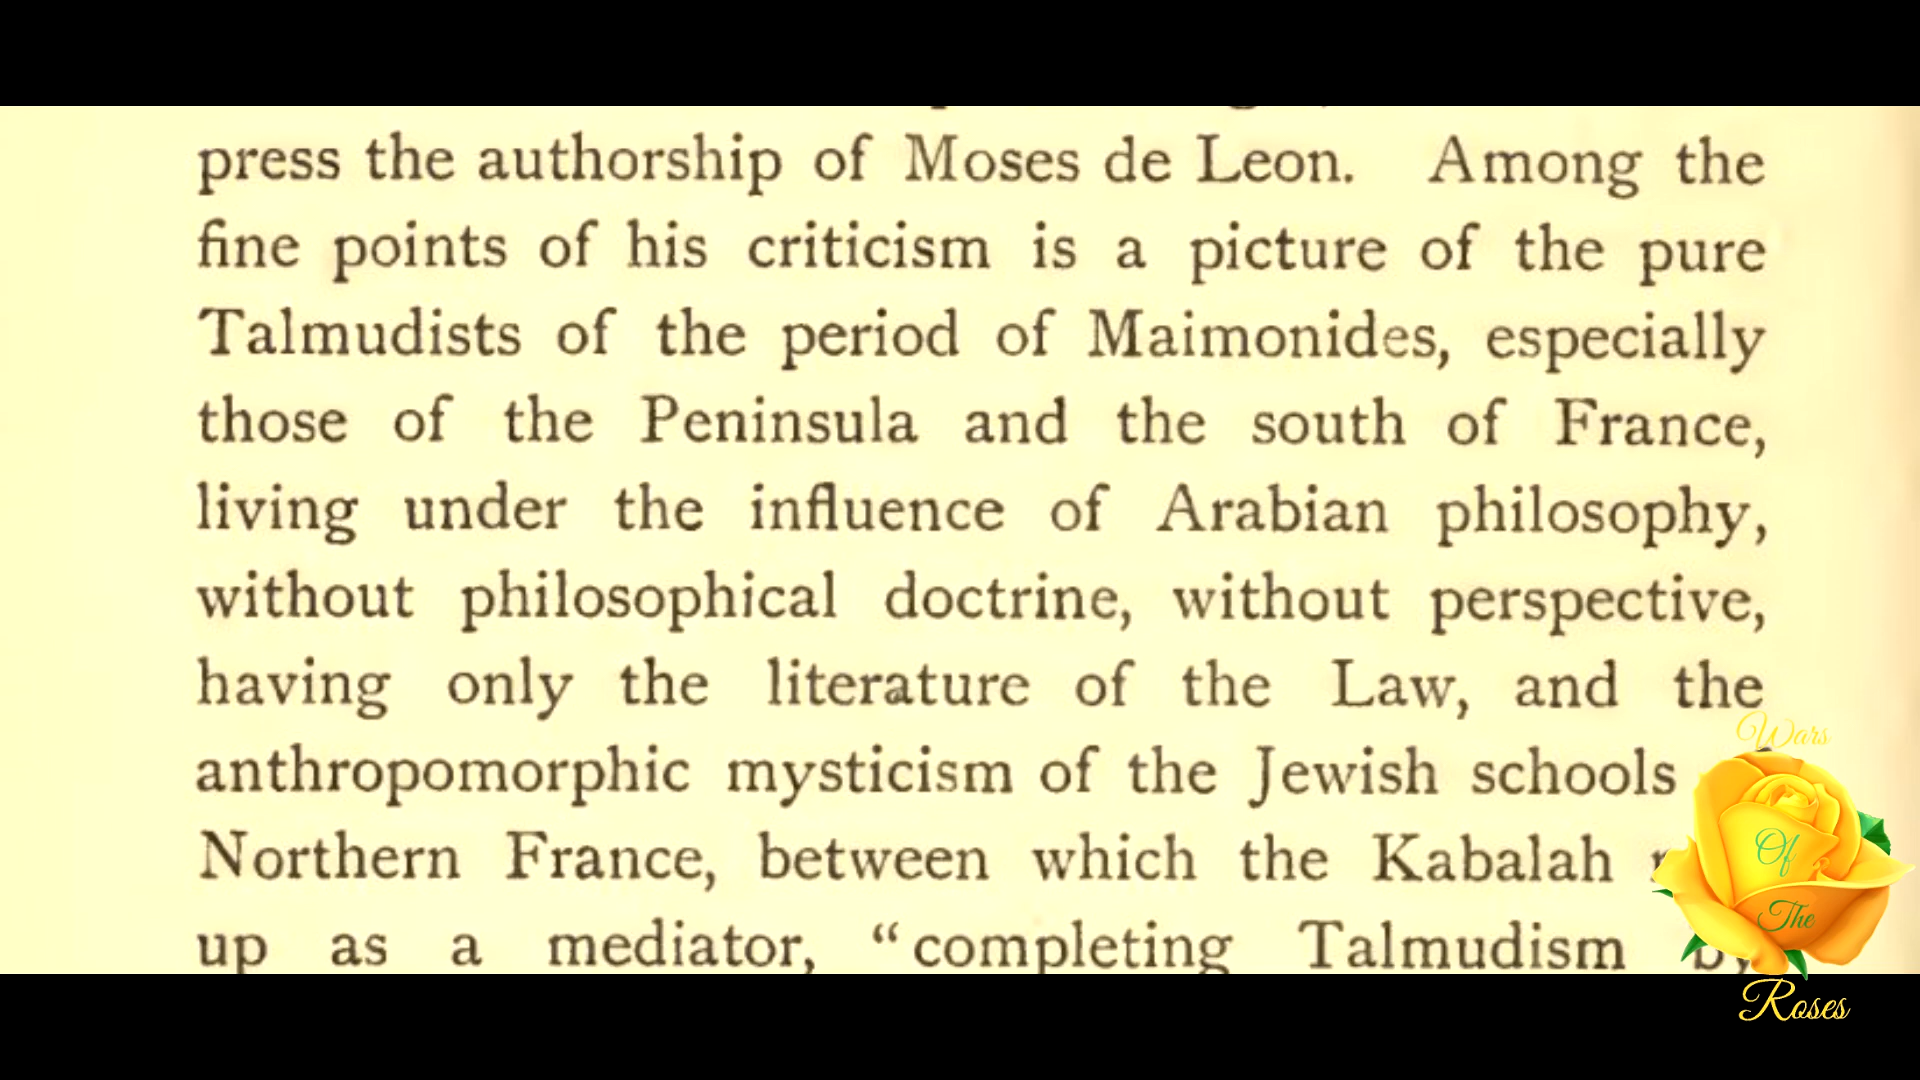 press the authorship of Moses de Leon. Among the
fine points of his criticism is a picture of the pure
Talmudists of the period of Maimonides, especially
those of the Peninsula and the south of France,
living under the influence of Arabian philosophy,
without philosophical doctrine, without perspective,
having only the literature of the Law, and the
anthropomorphic mysticism of the Jewish schools
Northern France, between which the Kabalah
up as a mediator, “completing Talmudism by
Wars
Of
The
Roses